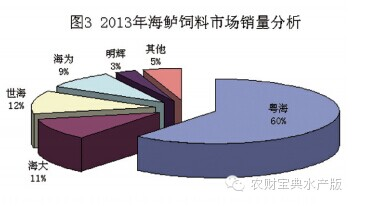 图3 2013年海鲈饲料市场销量分析
其他
5%
明辉
3%
海为
9%
世海
12%
海大
11%
粤海
60%
农财宝典水产版